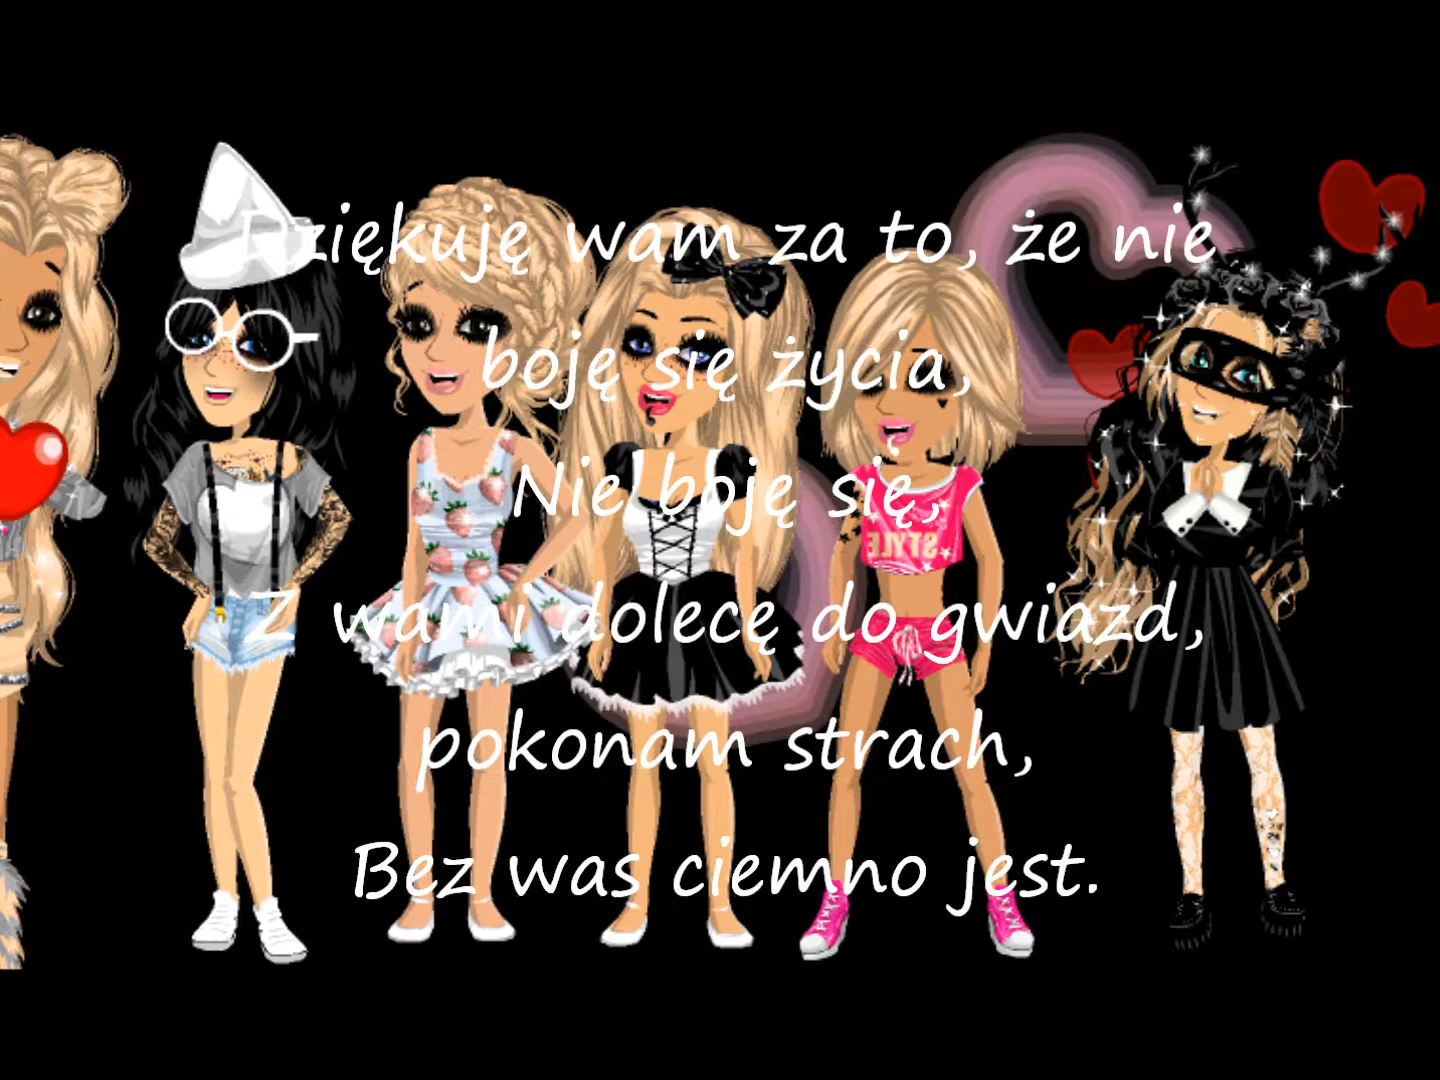 Dziękuję wam za to, że nie
boję się życia,
Nie boję się,
Z wami dolecę do gwiazd,
pokonam strach,
Bez was ciemno jest.
STYLE